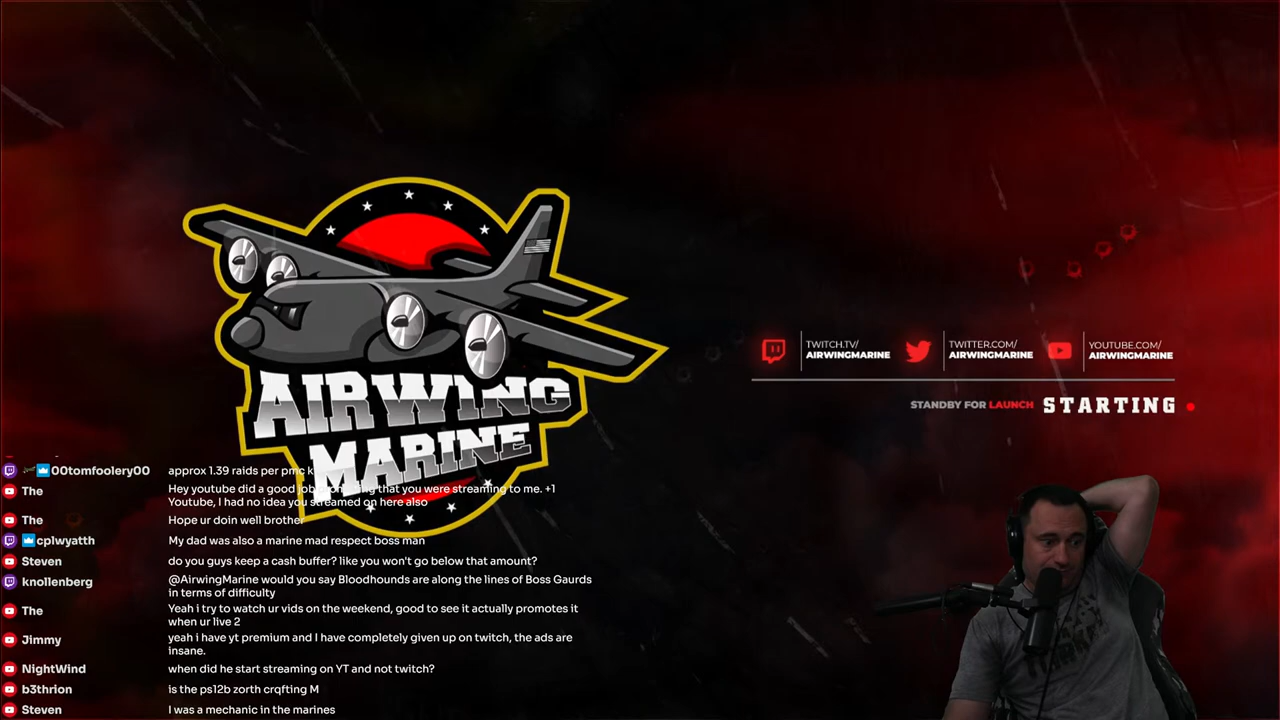 AIRWING
MARINE
TWITCH.TV/
AIRWINGMARINE
TWITTER.COM/
AIRWINGMARINE
YOUTUBE.COM/
AIRWINGMARINE
STANDBY FOR LAUNCH STARTING
00tomfoolery00 approx 1.39 raids per pmc k
The Hey youtube did a good job that you were streaming to me. +1
Youtube, I had no idea you streamed on here also
The Hope ur doin well brother
cplwyatth My dad was also a marine mad respect boss man
Steven do you guys keep a cash buffer? like you won't go below that amount?
knollenberg @AirwingMarine would you say Bloodhounds are along the lines of Boss Gaurds
in terms of difficulty
The Yeah i try to watch ur vids on the weekend, good to see it actually promotes it
when ur live 2
Jimmy yeah i have yt premium and I have completely given up on twitch, the ads are
insane.
NightWind when did he start streaming on YT and not twitch?
b3thrion is the ps12b zorth crqfting M
Steven I was a mechanic in the marines